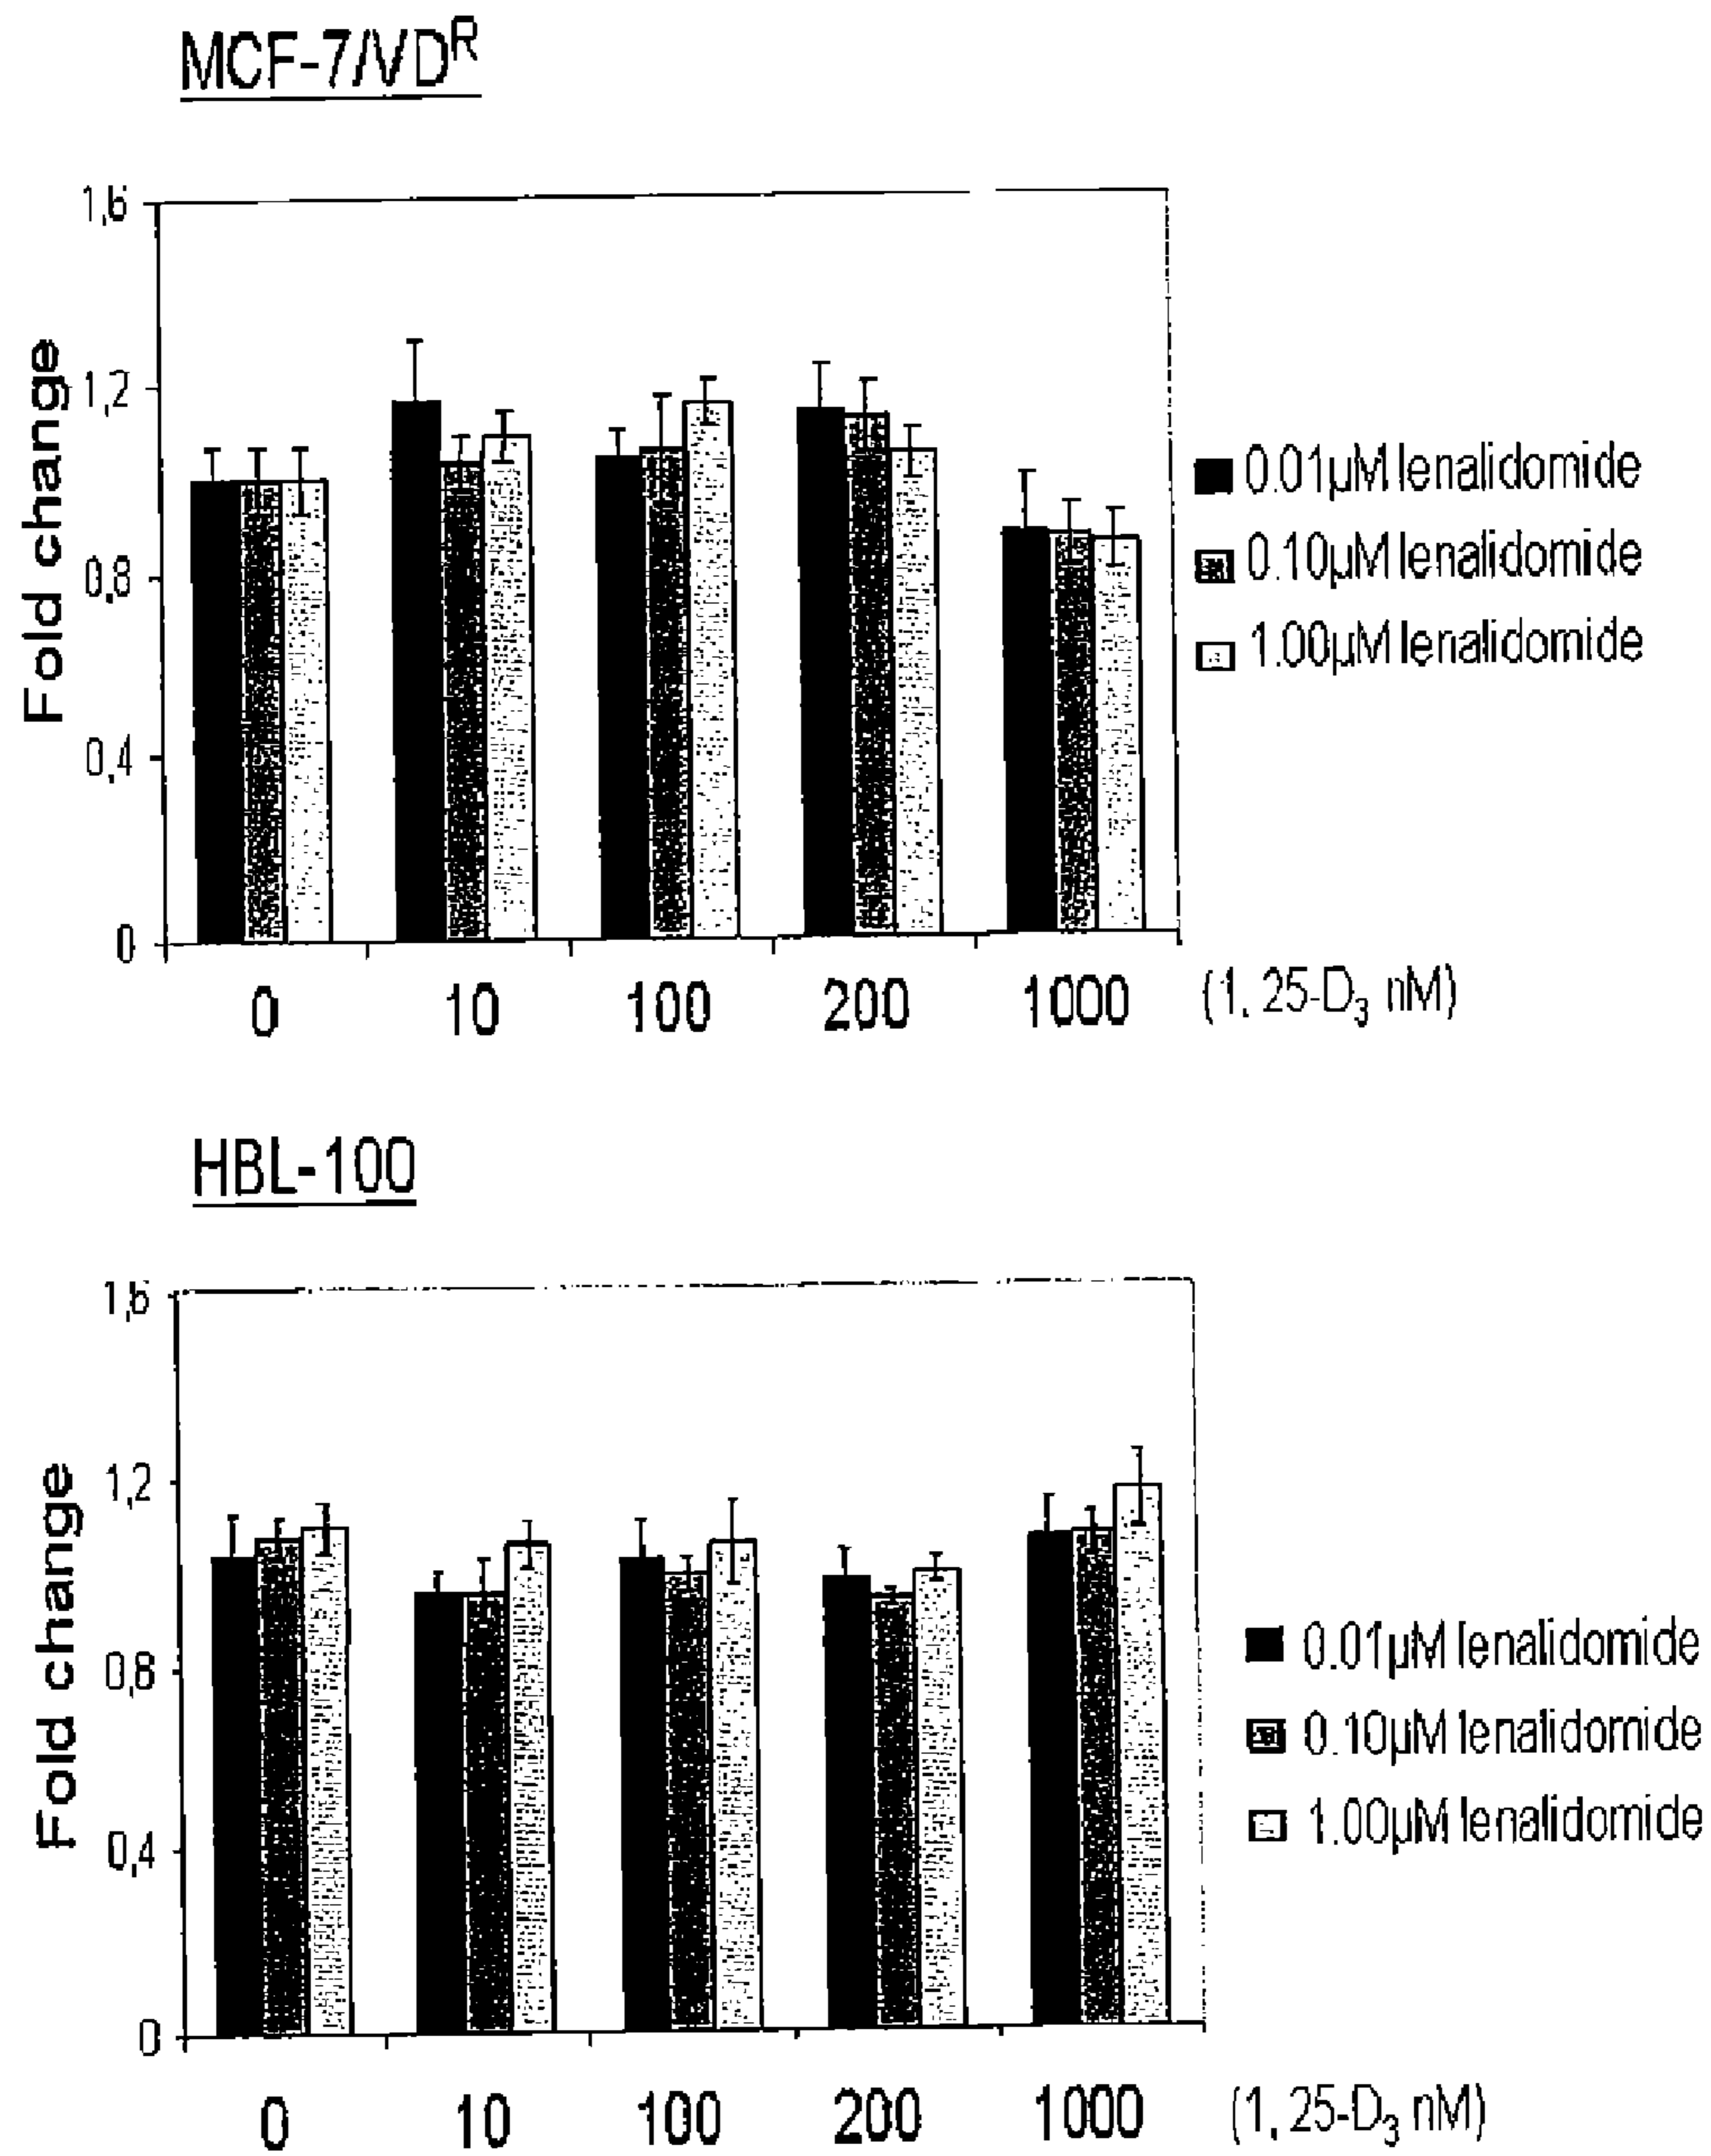 MCF-7/VDR
1,6
1,2
0,8
0,4
0
Fold change
0 10 100 200 1000 (1, 25-D3 nM)
0.01µM lenalidomide
0.10µM lenalidomide
1.00µM lenalidomide
HBL-100
1,6
1,2
0,8
0,4
0
Fold change
0 10 100 200 1000 (1, 25-D3 nM)
0.01µM lenalidomide
0.10µM lenalidomide
1.00µM lenalidomide